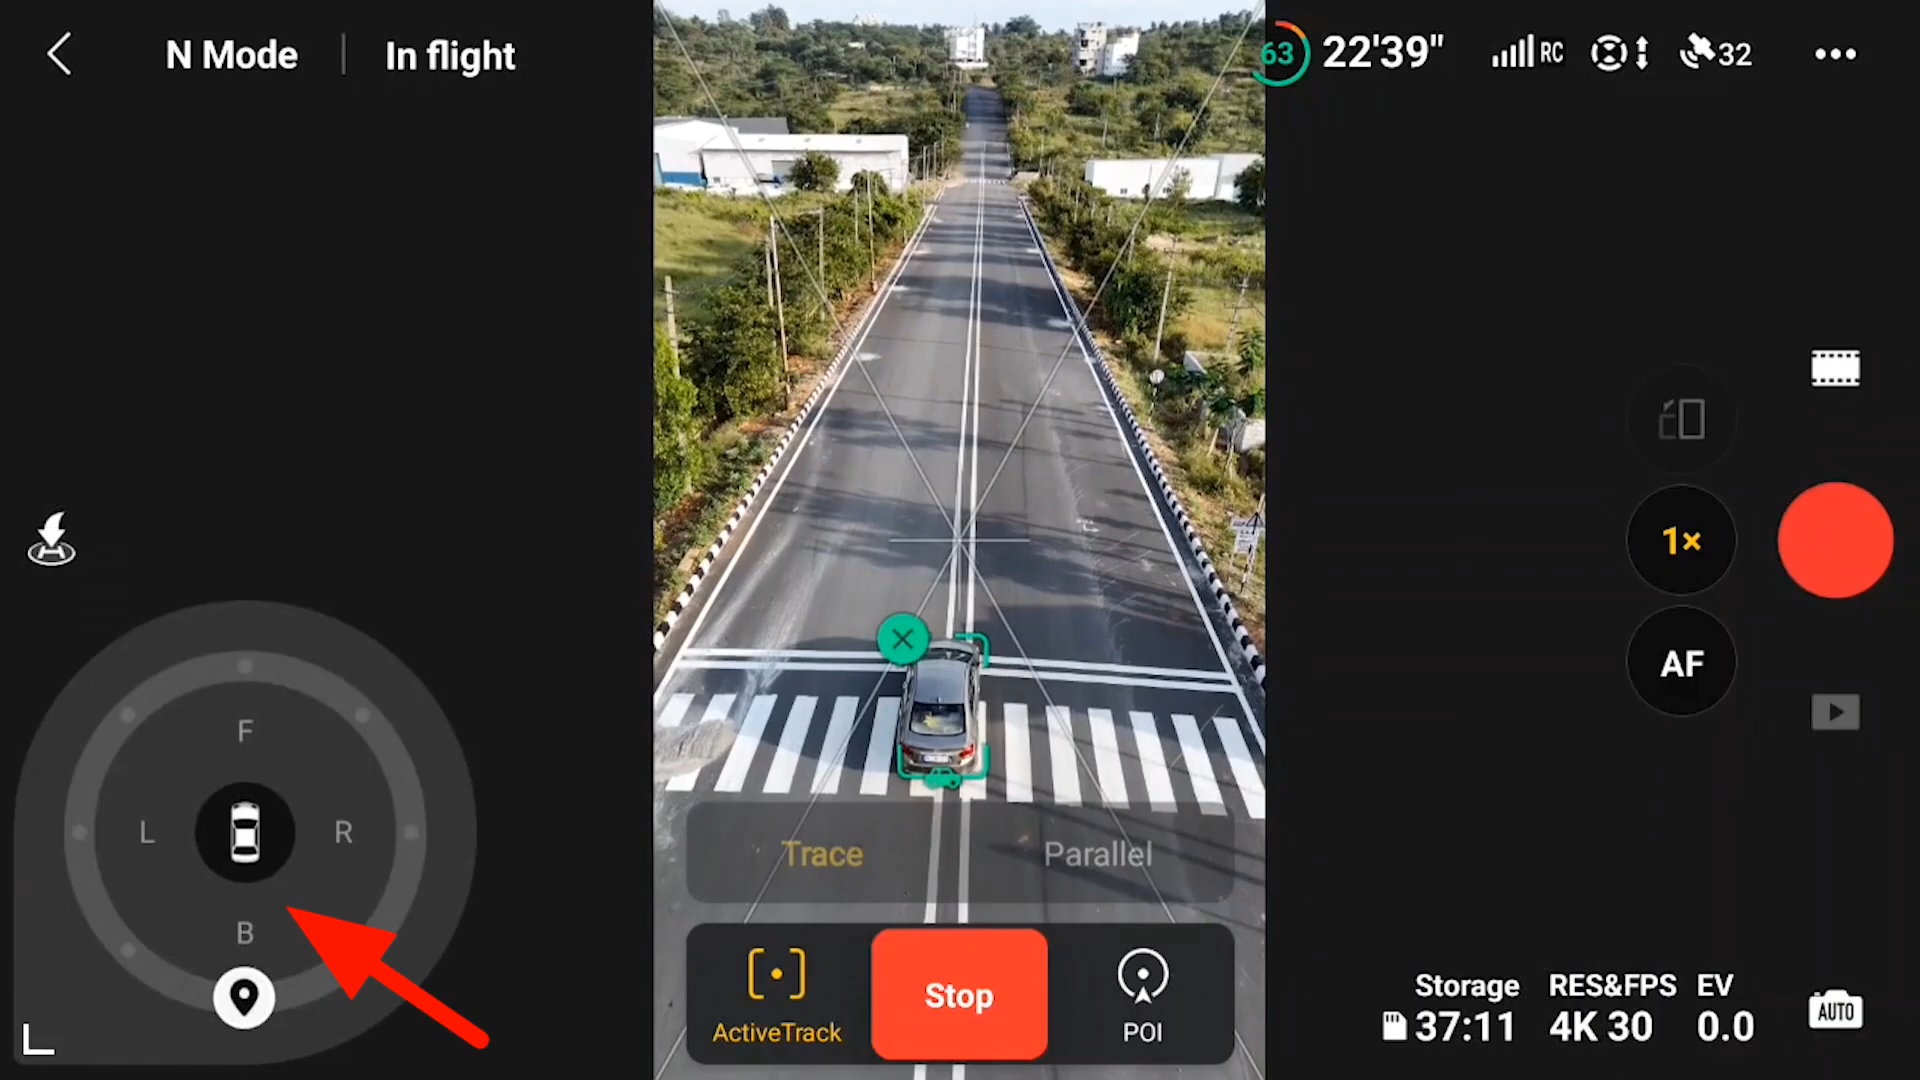 N Mode
In flight
63
22'39"
RC
32
1×
AF
F
L
R
B
Trace
Parallel
ActiveTrack
Stop
POI
Storage
37:11
RES&FPS
4K 30
EV
0.0
AUTO